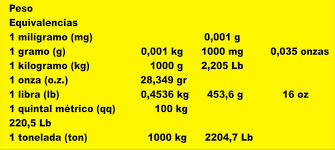 Peso
Equivalencias
1 miligramo (mg) 0,001 g
1 gramo (g) 0,001 kg 1000 mg 0,035 onzas
1 kilogramo (kg) 1000 g 2,205 Lb
1 onza (o.z.) 28,349 gr
1 libra (lb) 0,4536 kg 453,6 g 16 oz
1 quintal métrico (qq) 100 kg
220,5 Lb
1 tonelada (ton) 1000 kg 2204,7 Lb